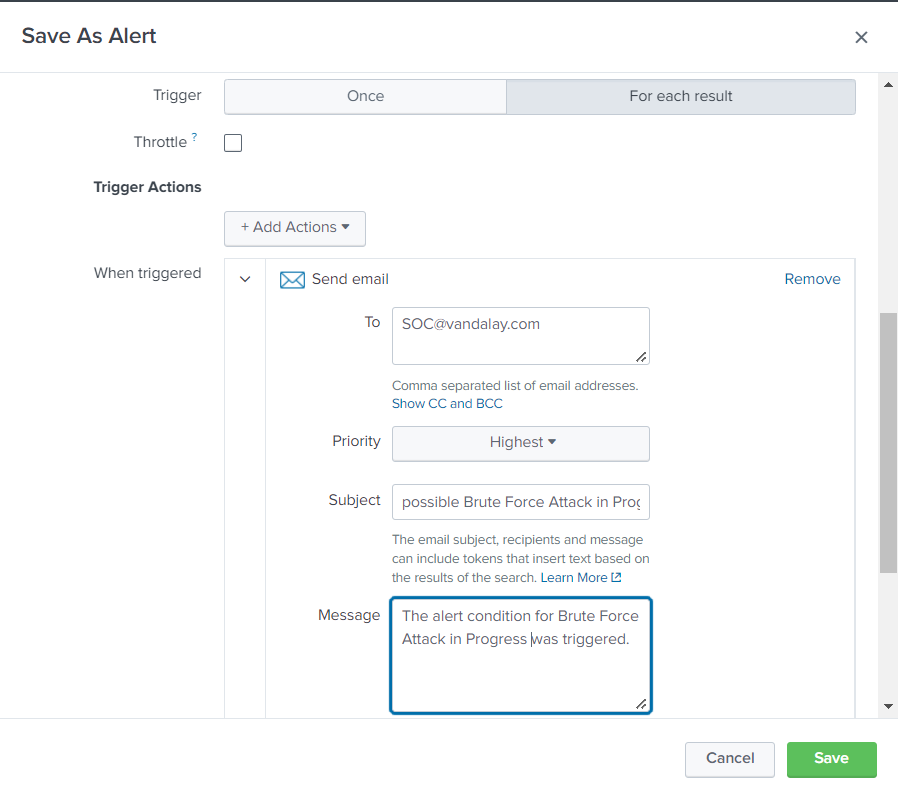 Save As Alert
Trigger
Once
For each result
Throttle ?
Trigger Actions
+ Add Actions
When triggered
Send email
Remove
To
SOC@vandalay.com
Comma separated list of email addresses.
Show CC and BCC
Priority
Highest
Subject
possible Brute Force Attack in Prog
The email subject, recipients and message
can include tokens that insert text based on
the results of the search. Learn More
Message
The alert condition for Brute Force
Attack in Progress was triggered.
Cancel
Save